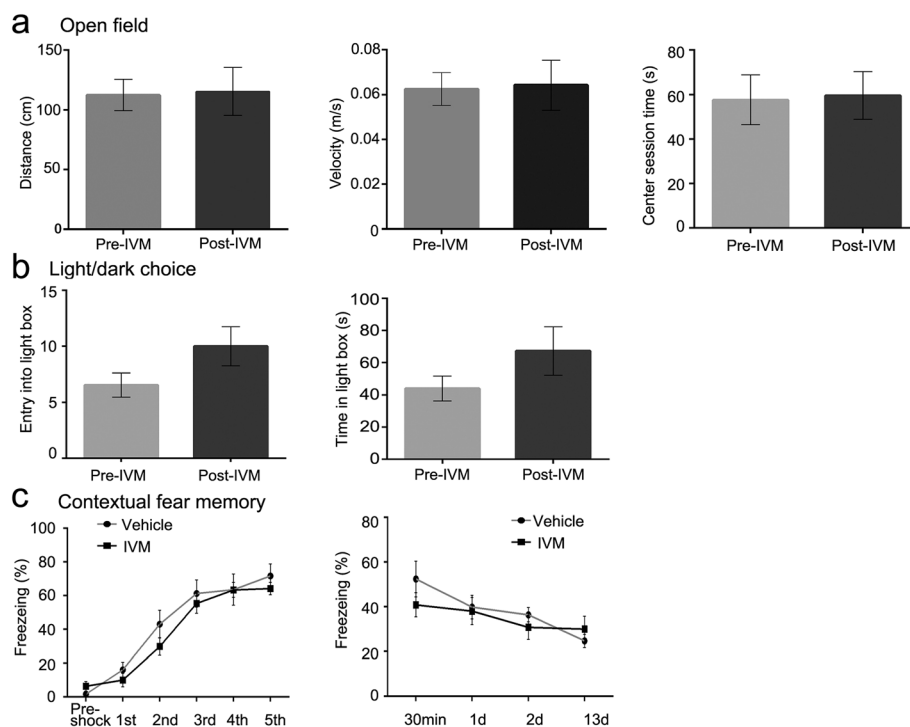 a Open field
Distance (cm)
150
100
50
0
Pre-IVM Post-IVM
Velocity (m/s)
0.08
0.06
0.04
0.02
0.00
Pre-IVM Post-IVM
Center session time (s)
80
60
40
20
0
Pre-IVM Post-IVM
b Light/dark choice
Entry into light box
15
10
5
0
Pre-IVM Post-IVM
Time in light box (s)
100
80
60
40
20
0
Pre-IVM Post-IVM
c Contextual fear memory
Vehicle
IVM
Freezeing (%)
100
80
60
40
20
0
Pre-
shock 1st 2nd 3rd 4th 5th
Vehicle
IVM
Freezeing (%)
80
60
40
20
0
30min 1d 2d 13d